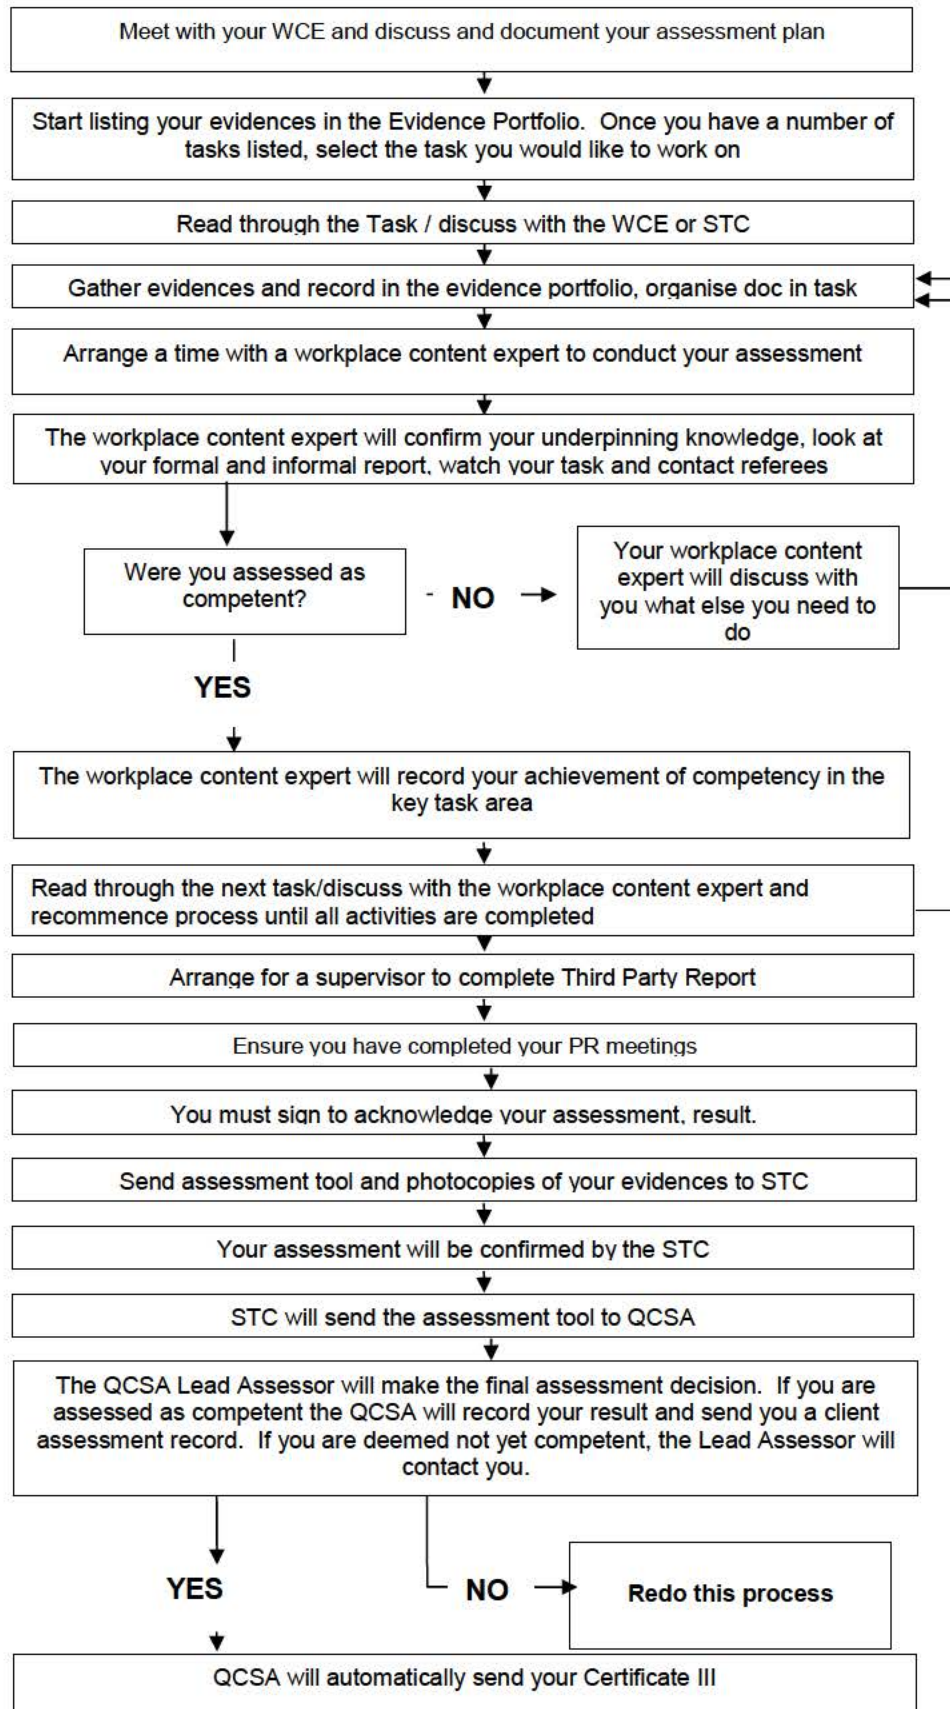 Meet with your WCE and discuss and document your assessment plan
Start listing your evidences in the Evidence Portfolio.  Once you have a number of
tasks listed, select the task you would like to work on
Read through the Task / discuss with the WCE or STC
Gather evidences and record in the evidence portfolio, organise doc in task
Arrange a time with a workplace content expert to conduct your assessment
The workplace content expert will confirm your underpinning knowledge, look at
your formal and informal report, watch your task and contact referees
Were you assessed as
competent?
NO
Your workplace content
expert will discuss with
you what else you need to
do
YES
The workplace content expert will record your achievement of competency in the
key task area
Read through the next task/discuss with the workplace content expert and
recommence process until all activities are completed
Arrange for a supervisor to complete Third Party Report
Ensure you have completed your PR meetings
You must sign to acknowledge your assessment, result.
Send assessment tool and photocopies of your evidences to STC
Your assessment will be confirmed by the STC
STC will send the assessment tool to QCSA
The QCSA Lead Assessor will make the final assessment decision.  If you are
assessed as competent the QCSA will record your result and send you a client
assessment record.  If you are deemed not yet competent, the Lead Assessor will
contact you.
YES
NO
Redo this process
QCSA will automatically send your Certificate III